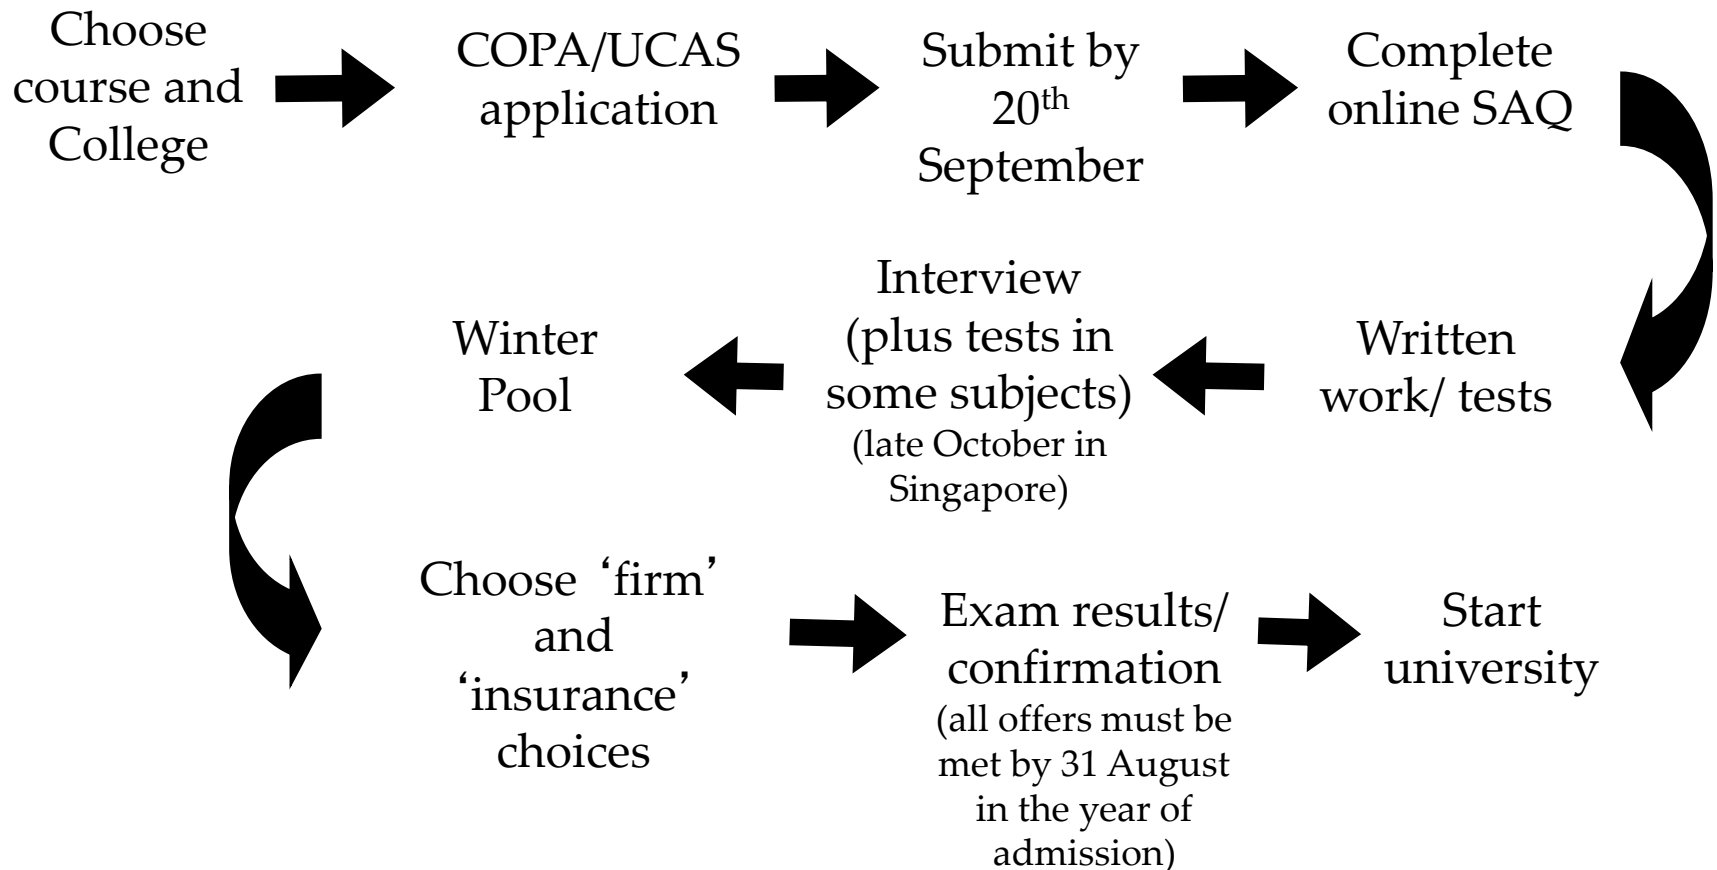 Choose
course and
College
COPA/UCAS
application
Submit by
20th
September
Complete
online SAQ
Written
work/ tests
Interview
(plus tests in
some subjects)
(late October in
Singapore)
Winter
Pool
Choose ‘firm’
and
‘insurance’
choices
Exam results/
confirmation
(all offers must be
met by 31 August
in the year of
admission)
Start
university